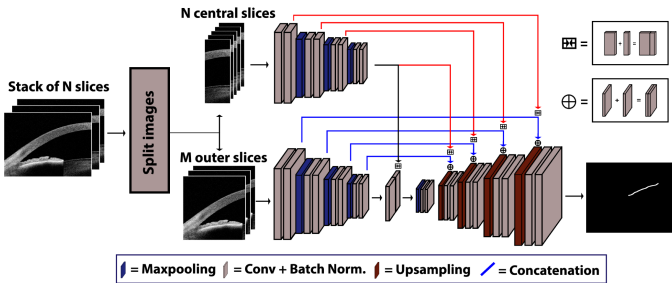 N central slices
Stack of N slices
Split images
M outer slices
= Maxpooling
= Conv + Batch Norm.
= Upsampling
= Concatenation